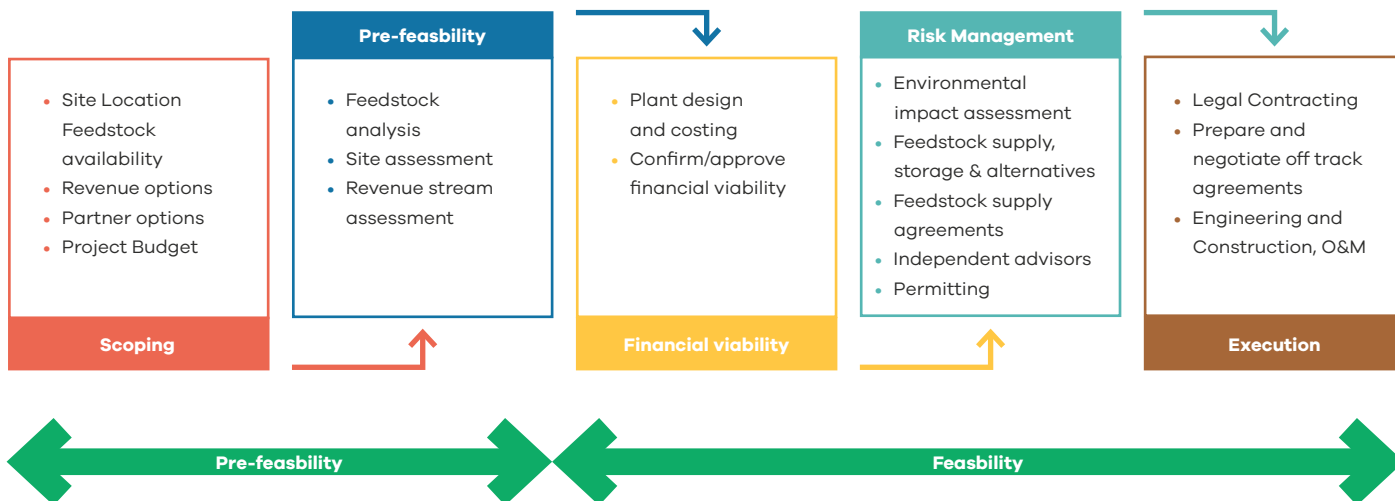 • Site Location
Feedstock
availability
• Revenue options
• Partner options
• Project Budget
Scoping
Pre-feasbility
• Feedstock
analysis
• Site assessment
• Revenue stream
assessment
• Plant design
and costing
• Confirm/approve
financial viability
Financial viability
Risk Management
• Environmental
impact assessment
• Feedstock supply,
storage & alternatives
• Feedstock supply
agreements
• Independent advisors
• Permitting
• Legal Contracting
• Prepare and
negotiate off track
agreements
• Engineering and
Construction, O&M
Execution
Pre-feasbility
Feasbility